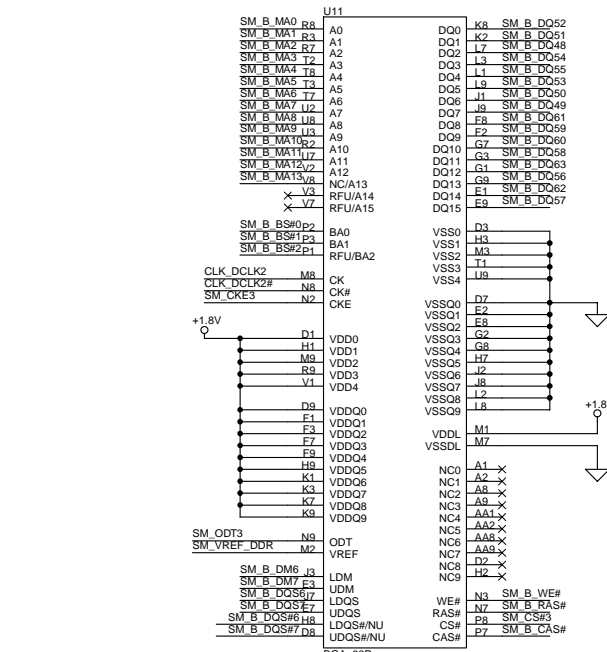 U11
SM_B_MA0 R8 A0 DQ0 K8 SM_B_DQ52
SM_B_MA1 R3 A1 DQ1 K2 SM_B_DQ51
SM_B_MA2 R7 A2 DQ2 L7 SM_B_DQ48
SM_B_MA3 T2 A3 DQ3 L3 SM_B_DQ54
SM_B_MA4 T8 A4 DQ4 L1 SM_B_DQ55
SM_B_MA5 T3 A5 DQ5 L9 SM_B_DQ53
SM_B_MA6 T7 A6 DQ6 J1 SM_B_DQ50
SM_B_MA7 U2 A7 DQ7 J9 SM_B_DQ49
SM_B_MA8 U8 A8 DQ8 F8 SM_B_DQ61
SM_B_MA9 U3 A9 DQ9 F2 SM_B_DQ59
SM_B_MA10 R2 A10 DQ10 G7 SM_B_DQ60
SM_B_MA11 U7 A11 DQ11 G3 SM_B_DQ58
SM_B_MA12 V2 A12 DQ12 G1 SM_B_DQ63
SM_B_MA13 V8 NC/A13 DQ13 G9 SM_B_DQ56
V3 RFU/A14 DQ14 E1 SM_B_DQ62
V7 RFU/A15 DQ15 E9 SM_B_DQ57
SM_B_BS#0 P2 BA0 VSS0 D3
SM_B_BS#1 P3 BA1 VSS1 H3
SM_B_BS#2 P1 RFU/BA2 VSS2 M3
VSS3 T1
CLK_DCLK2 M8 CK VSS4 U9
CLK_DCLK2# N8 CK#
SM_CKE3 N2 CKE VSSQ0 D7
VSSQ1 E2
+1.8V VSSQ2 E8
D1 VDD0 VSSQ3 G2
H1 VDD1 VSSQ4 G8
M9 VDD2 VSSQ5 H7
R9 VDD3 VSSQ6 J2
V1 VDD4 VSSQ7 J8
VSSQ8 L2
D9 VDDQ0 VSSQ9 L8
+1.8
F1 VDDQ1
F3 VDDQ2 VDDL M1
F7 VDDQ3 VSSDL M7
F9 VDDQ4
H9 VDDQ5 NC0 A1
K1 VDDQ6 NC1 A2
K3 VDDQ7 NC2 A8
K7 VDDQ8 NC3 A9
K9 VDDQ9 NC4 AA1
NC5 AA2
SM_ODT3 N9 ODT NC6 AA8
SM_VREF_DDR M2 VREF NC7 AA9
NC8 D2
SM_B_DM6 J3 LDM NC9 H2
SM_B_DM7 E3 UDM
SM_B_DQS6 J7 LDQS WE# N3 SM_B_WE#
SM_B_DQS7 E7 UDQS RAS# N7 SM_B_RAS#
SM_B_DQS#6 H8 LDQS#/NU CS# P8 SM_CS#3
SM_B_DQS#7 D8 UDQS#/NU CAS# P7 SM_B_CAS#